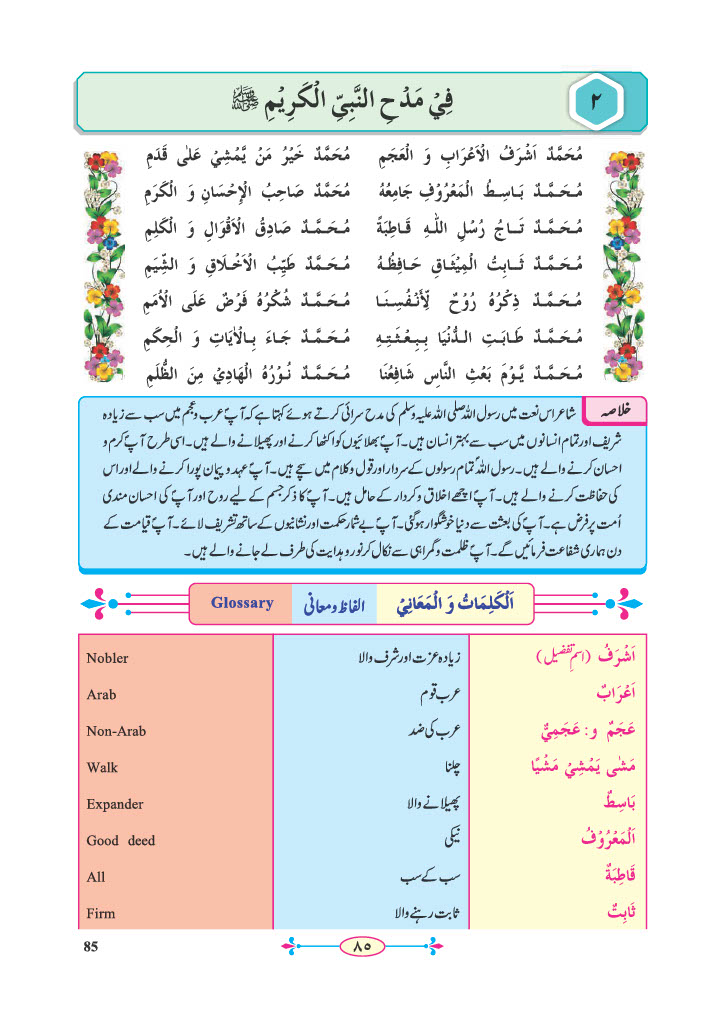 ٢
فِيْ مَدْحِ النَّبِيِّ الْكَرِيْمِ ﷺ
مُحَمَّدٌ اَشْرَفُ الْاَعْرَابِ وَ الْعَجَمِ مُحَمَّدٌ خَيْرُ مَنْ يَّمْشِيْ عَلٰى قَدَمِ
مُحَمَّدٌ بَاسِطُ الْمَعْرُوْفِ جَامِعُهُ مُحَمَّدٌ صَاحِبُ الْاِحْسَانِ وَ الْكَرَمِ
مُحَمَّدٌ تَاجُ رُسْلِ اللّٰهِ قَاطِبَةً مُحَمَّدٌ صَادِقُ الْاَقْوَالِ وَ الْكَلِمِ
مُحَمَّدٌ ثَابِتُ الْمِيْثَاقِ حَافِظُهُ مُحَمَّدٌ طَيِّبُ الْاَخْلَاقِ وَ الشِّيَمِ
مُحَمَّدٌ ذِكْرُهُ رُوْحٌ لِّاَنْفُسِنَا مُحَمَّدٌ شُكْرُهُ فَرْضٌ عَلَى الْاُمَمِ
مُحَمَّدٌ طَابَتِ الدُّنْيَا بِبِعْثَتِهِ مُحَمَّدٌ جَاءَ بِالْاٰيَاتِ وَ الْحِكَمِ
مُحَمَّدٌ يَّوْمَ بَعْثِ النَّاسِ شَافِعُنَا مُحَمَّدٌ نُوْرُهُ الْهَادِيْ مِنَ الظُّلَمِ
خلاصہ شاعر اس نعت میں رسول اللہ صلی اللہ علیہ وسلم کی مدح سرائی کرتے ہوئے کہتا ہے کہ آپؐ عرب و عجم میں سب سے زیادہ
شریف اور تمام انسانوں میں سب سے بہتر انسان ہیں۔ آپؐ بھلائیوں کو اکٹھا کرنے اور پھیلانے والے ہیں۔ اسی طرح آپؐ کرم و
احسان کرنے والے ہیں۔ رسول اللہؐ تمام رسولوں کے سردار اور قول و کلام میں سچے ہیں۔ آپؐ عہد و پیمان پورا کرنے والے اور اس
کی حفاظت کرنے والے ہیں۔ آپؐ اچھے اخلاق و کردار کے حامل ہیں۔ آپؐ کا ذکر جسم کے لیے روح اور آپؐ کی احسان مندی
اُمت پر فرض ہے۔ آپؐ کی بعثت سے دنیا خوشگوار ہوگئی۔ آپؐ بے شمار حکمت اور نشانیوں کے ساتھ تشریف لائے۔ آپؐ قیامت کے
دن ہماری شفاعت فرمائیں گے۔ آپؐ ظلمت و گمراہی سے نکال کر نور و ہدایت کی طرف لے جانے والے ہیں۔
اَلْكَلِمَاتُ وَ الْمَعَانِيْ الفاظ و معانی Glossary
اَشْرَفُ (اسمِ تفضیل) زیادہ عزت اور شرف والا Nobler
اَعْرَابٌ عرب قوم Arab
عَجَمٌ و: عَجَمِيٌّ عرب کی ضد Non-Arab
مَشٰى يَمْشِيْ مَشْيًا چلنا Walk
بَاسِطٌ پھیلانے والا Expander
اَلْمَعْرُوْفُ نیکی Good deed
قَاطِبَةٌ سب کے سب All
ثَابِتٌ ثابت رہنے والا Firm
85 ٨٥